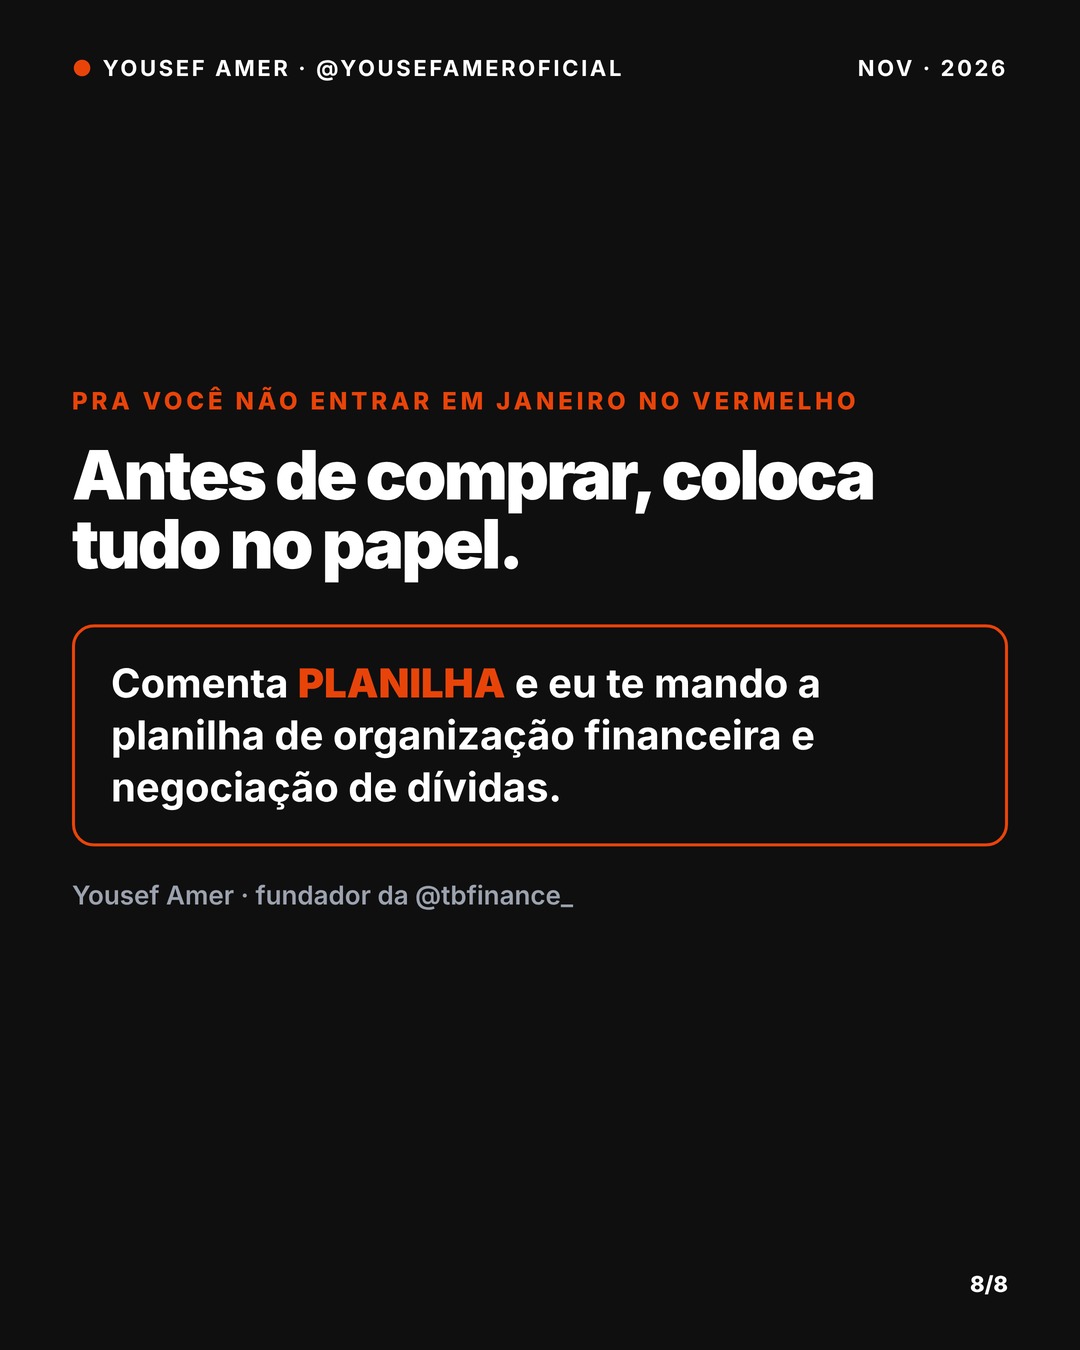 YOUSEF AMER · @YOUSEFAMEROFICIAL
NOV · 2026
PRA VOCÊ NÃO ENTRAR EM JANEIRO NO VERMELHO
Antes de comprar, coloca
tudo no papel.
Comenta PLANILHA e eu te mando a
planilha de organização financeira e
negociação de dívidas.
Yousef Amer · fundador da @tbfinance_
8/8